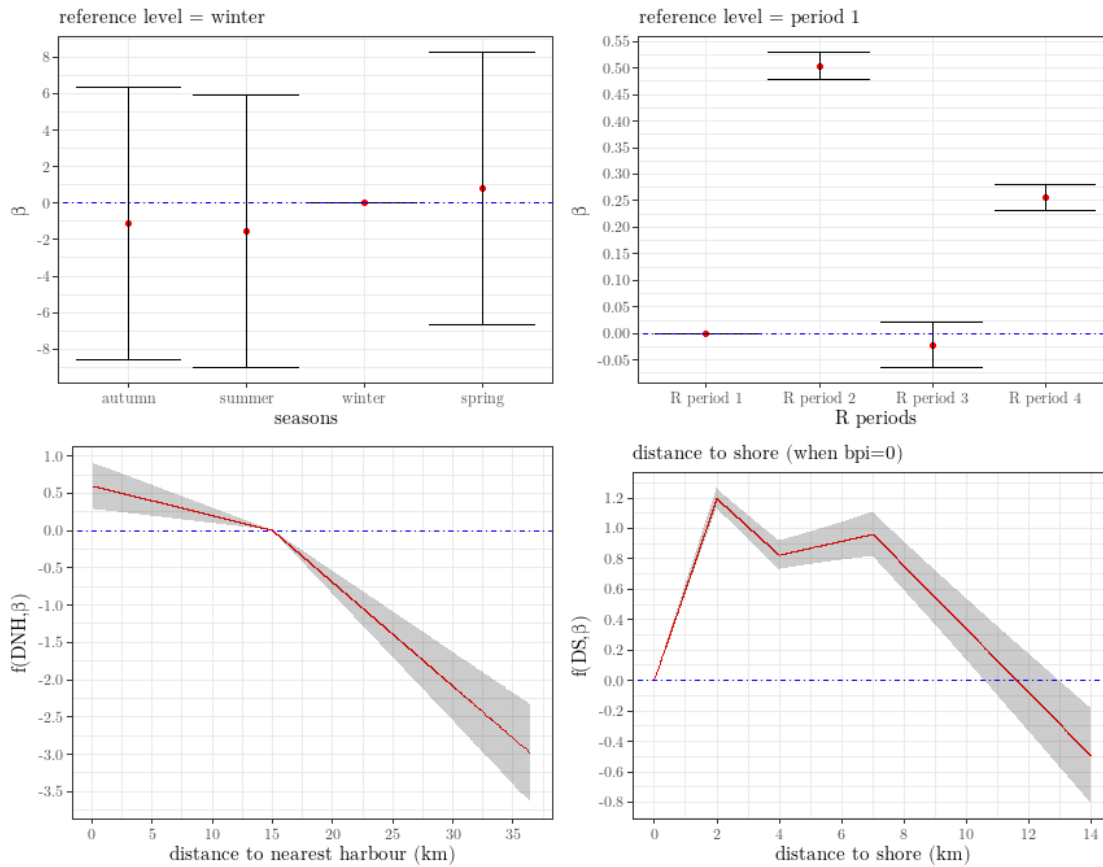 reference level = winter
β
8
6
4
2
0
-2
-4
-6
-8
autumn summer winter spring
seasons
reference level = period 1
β
0.55
0.50
0.45
0.40
0.35
0.30
0.25
0.20
0.15
0.10
0.05
0.00
-0.05
R period 1 R period 2 R period 3 R period 4
R periods
f(DNH,β)
1.0
0.5
0.0
-0.5
-1.0
-1.5
-2.0
-2.5
-3.0
-3.5
0 5 10 15 20 25 30 35
distance to nearest harbour (km)
distance to shore (when bpi=0)
f(DS,β)
1.2
1.0
0.8
0.6
0.4
0.2
0.0
-0.2
-0.4
-0.6
-0.8
0 2 4 6 8 10 12 14
distance to shore (km)